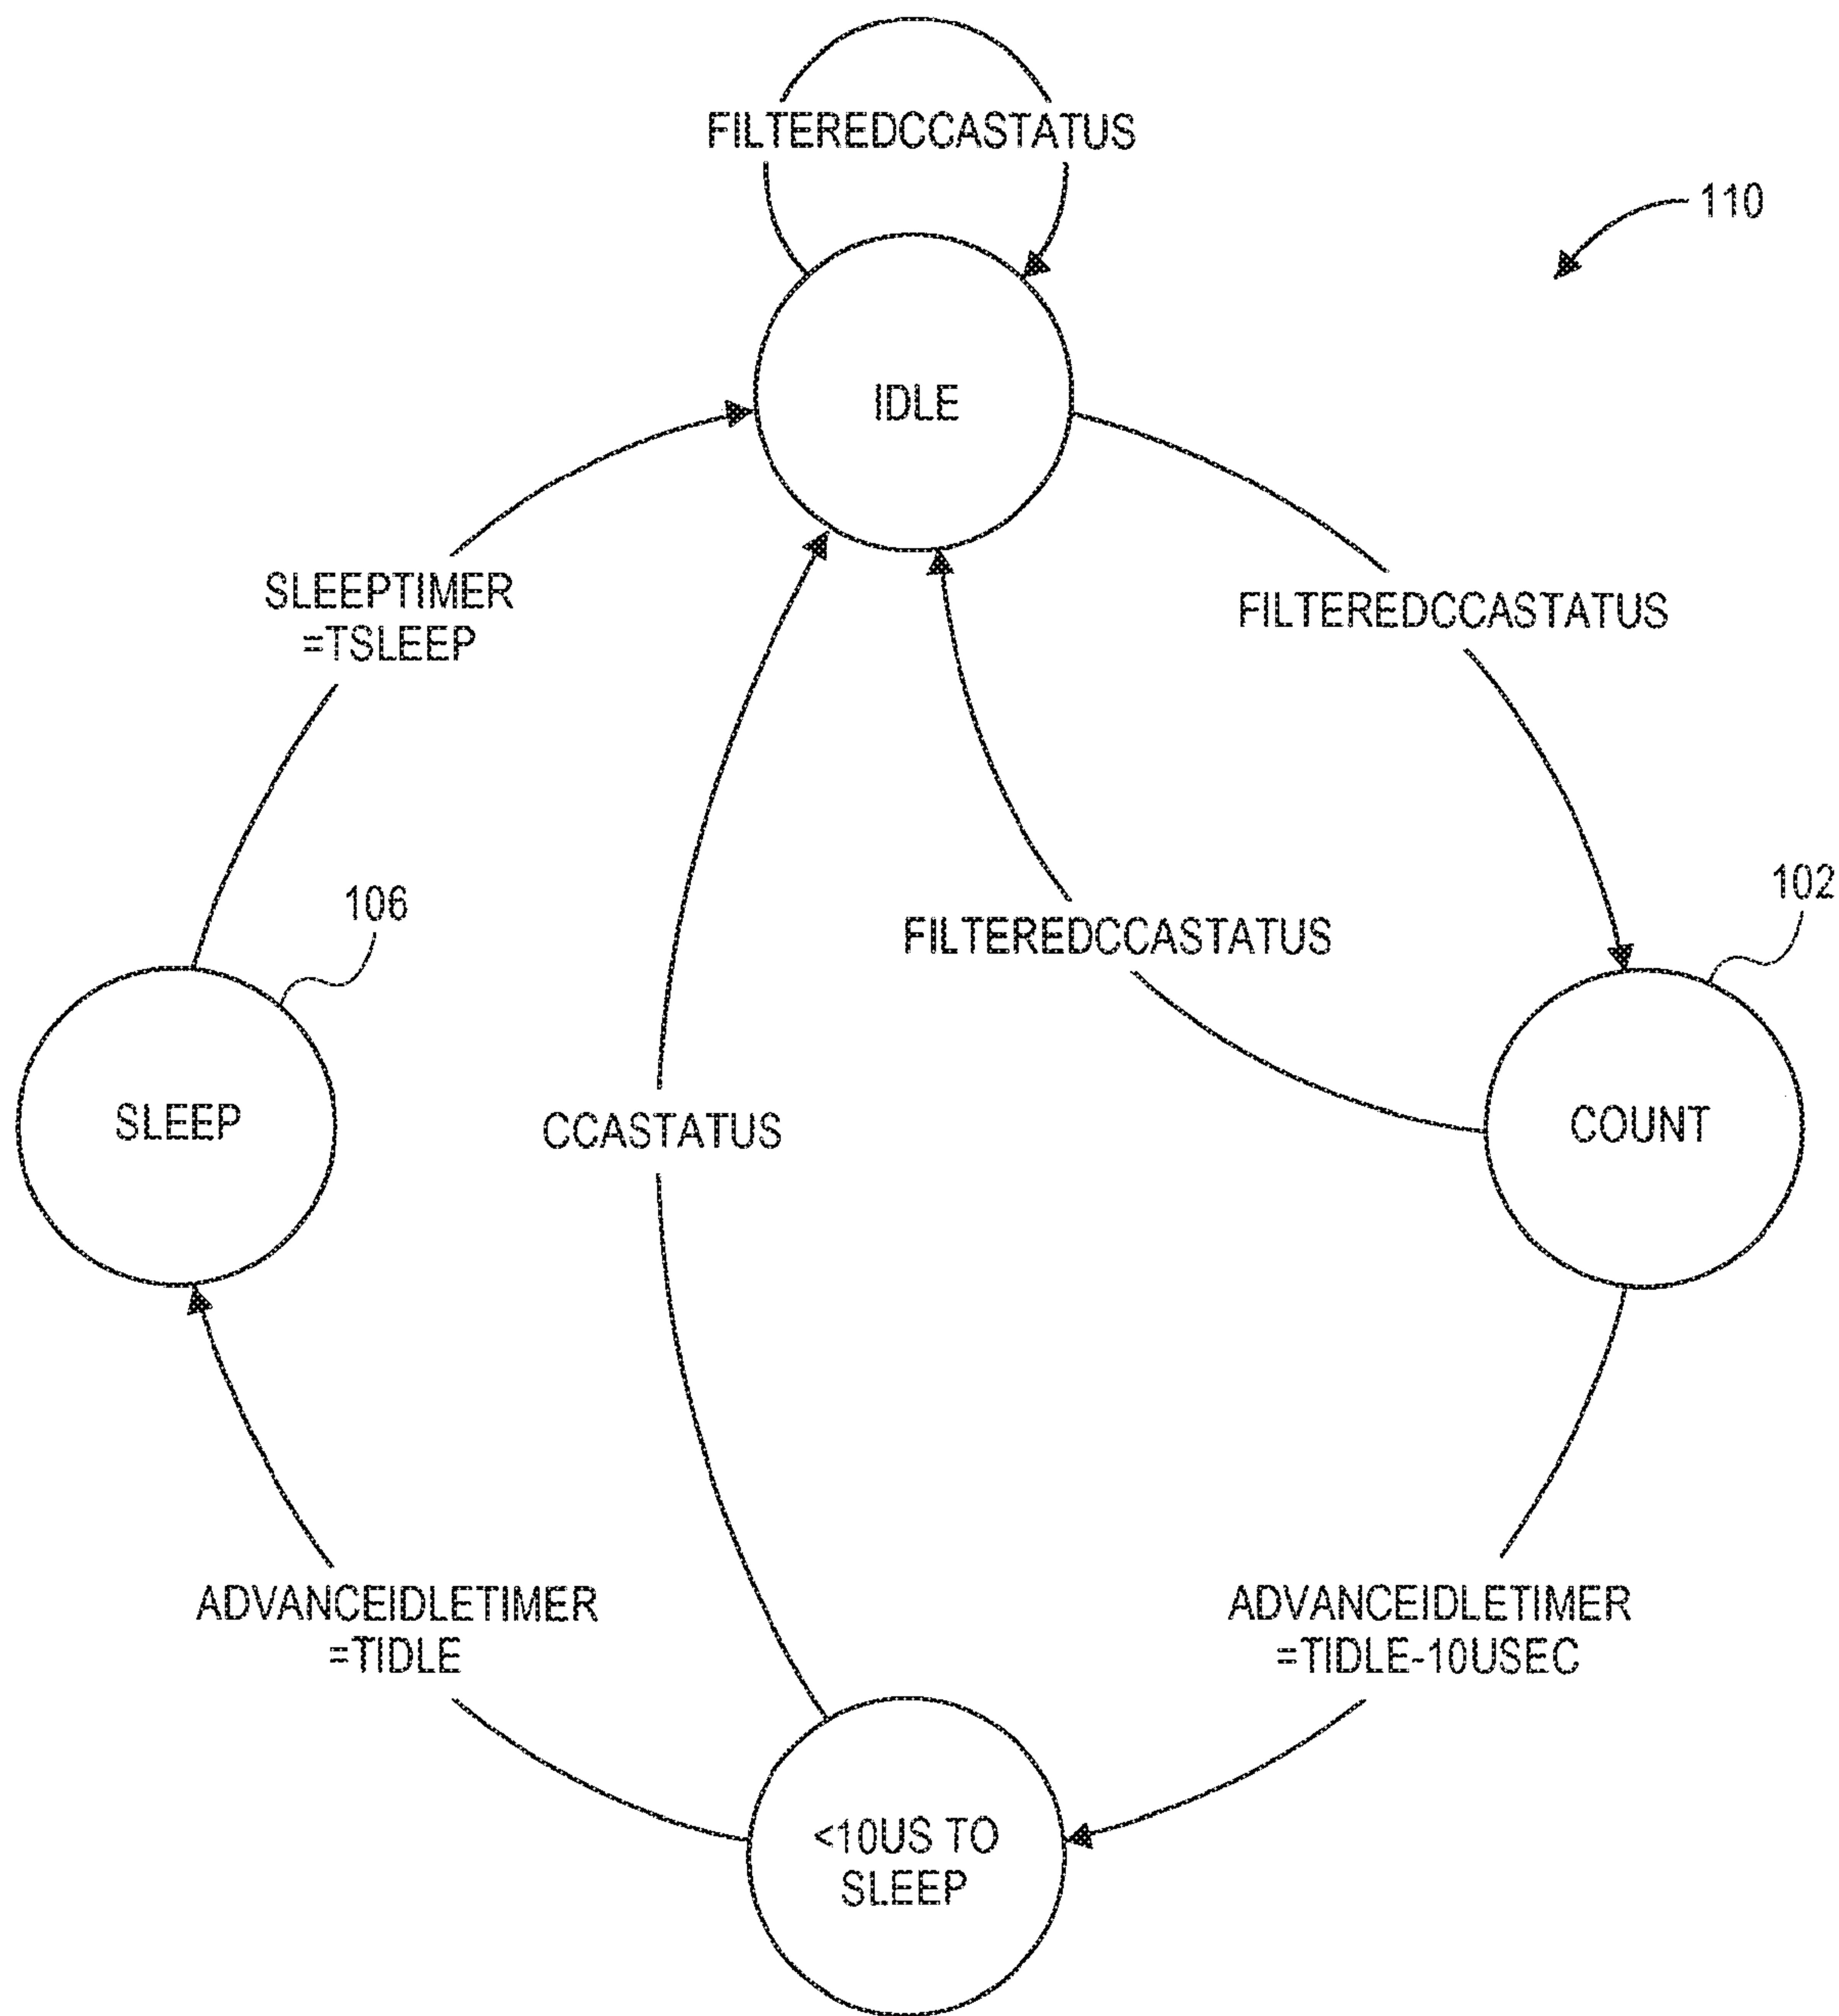 FILTEREDCCASTATUS
110
IDLE
SLEEPTIMER
=TSLEEP
FILTEREDCCASTATUS
106
102
FILTEREDCCASTATUS
SLEEP
CCASTATUS
COUNT
ADVANCEIDLETIMER
=TIDLE
ADVANCEIDLETIMER
=TIDLE-10USEC
<10US TO
SLEEP